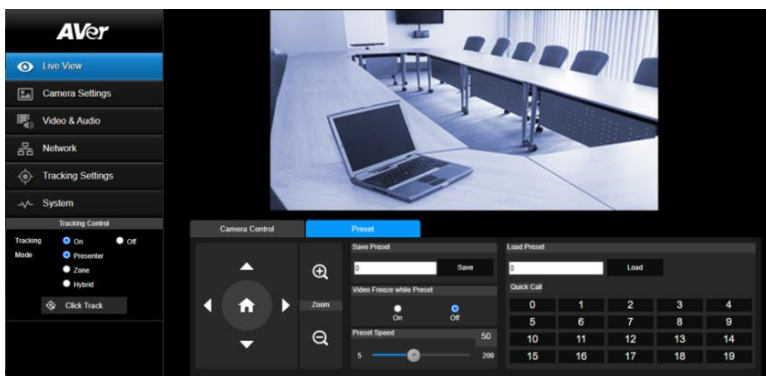 AVer
Live View
Camera Settings
Video & Audio
Network
Tracking Settings
System
Tracking Control
Tracking On Off
Mode Presenter
Zone
Hybrid
Click Track
Camera Control Preset
Zoom
Save Preset
0 Save
Video Freeze while Preset
On Off
Preset Speed 50
5 200
Load Preset
0 Load
Quick Call
0 1 2 3 4
5 6 7 8 9
10 11 12 13 14
15 16 17 18 19